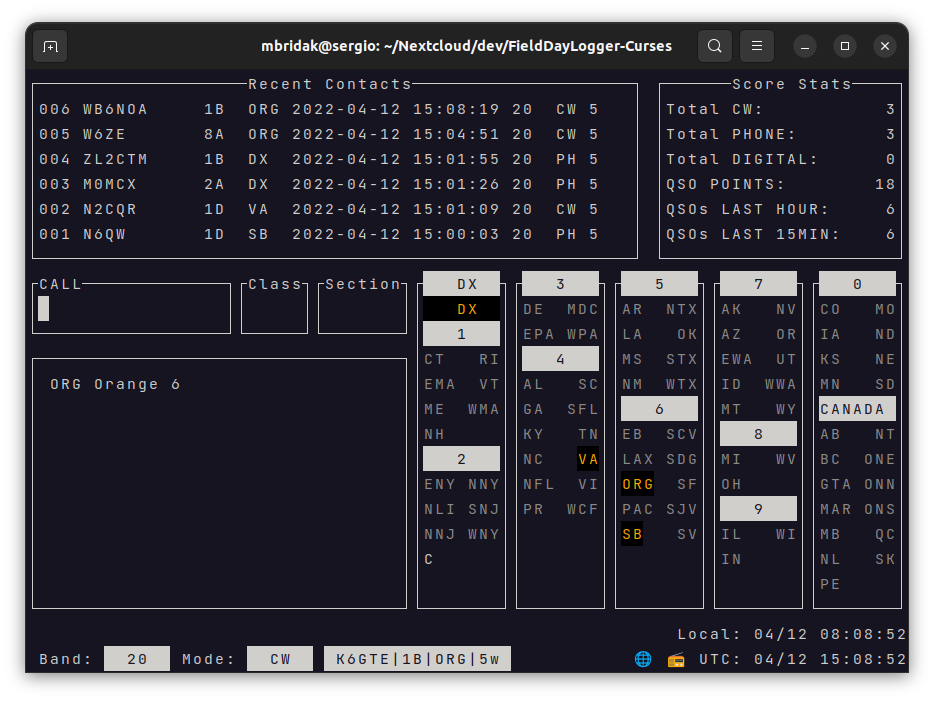 mbridak@sergio: ~/Nextcloud/dev/FieldDayLogger-Curses
Recent Contacts
006 WB6NOA 1B ORG 2022-04-12 15:08:19 20 CW 5
005 W6ZE 8A ORG 2022-04-12 15:04:51 20 CW 5
004 ZL2CTM 1B DX 2022-04-12 15:01:55 20 PH 5
003 M0MCX 2A DX 2022-04-12 15:01:26 20 PH 5
002 N2CQR 1D VA 2022-04-12 15:01:09 20 CW 5
001 N6QW 1D SB 2022-04-12 15:00:03 20 PH 5
Score Stats
Total CW: 3
Total PHONE: 3
Total DIGITAL: 0
QSO POINTS: 18
QSOs LAST HOUR: 6
QSOs LAST 15MIN: 6
CALL
Class
Section
ORG Orange 6
DX
DX
1
CT RI
EMA VT
ME WMA
NH
2
ENY NNY
NLI SNJ
NNJ WNY
C
3
DE MDC
EPA WPA
4
AL SC
GA SFL
KY TN
NC VA
NFL VI
PR WCF
5
AR NTX
LA OK
MS STX
NM WTX
6
EB SCV
LAX SDG
ORG SF
PAC SJV
SB SV
7
AK NV
AZ OR
EWA UT
ID WWA
MT WY
8
MI WV
OH
9
IL WI
IN
0
CO MO
IA ND
KS NE
MN SD
CANADA
AB NT
BC ONE
GTA ONN
MAR ONS
MB QC
NL SK
PE
Local: 04/12 08:08:52
Band: 20 Mode: CW K6GTE|1B|ORG|5w
UTC: 04/12 15:08:52